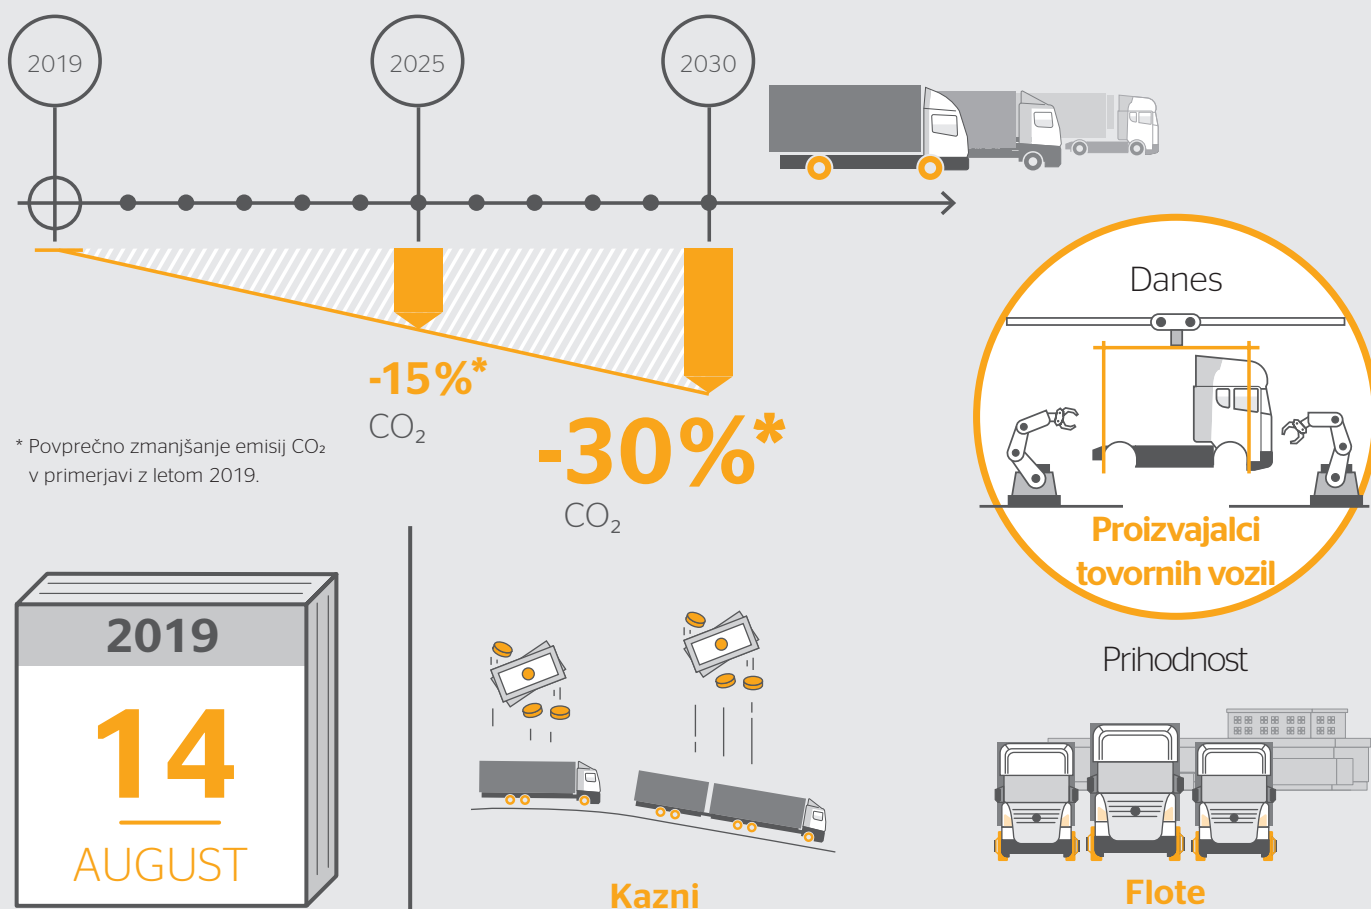 2019
2025
2030
-15%*
CO₂
-30%*
CO₂
* Povprečno zmanjšanje emisij CO₂
v primerjavi z letom 2019.
Danes
Proizvajalci
tovornih vozil
2019
14
AUGUST
Kazni
Prihodnost
Flote